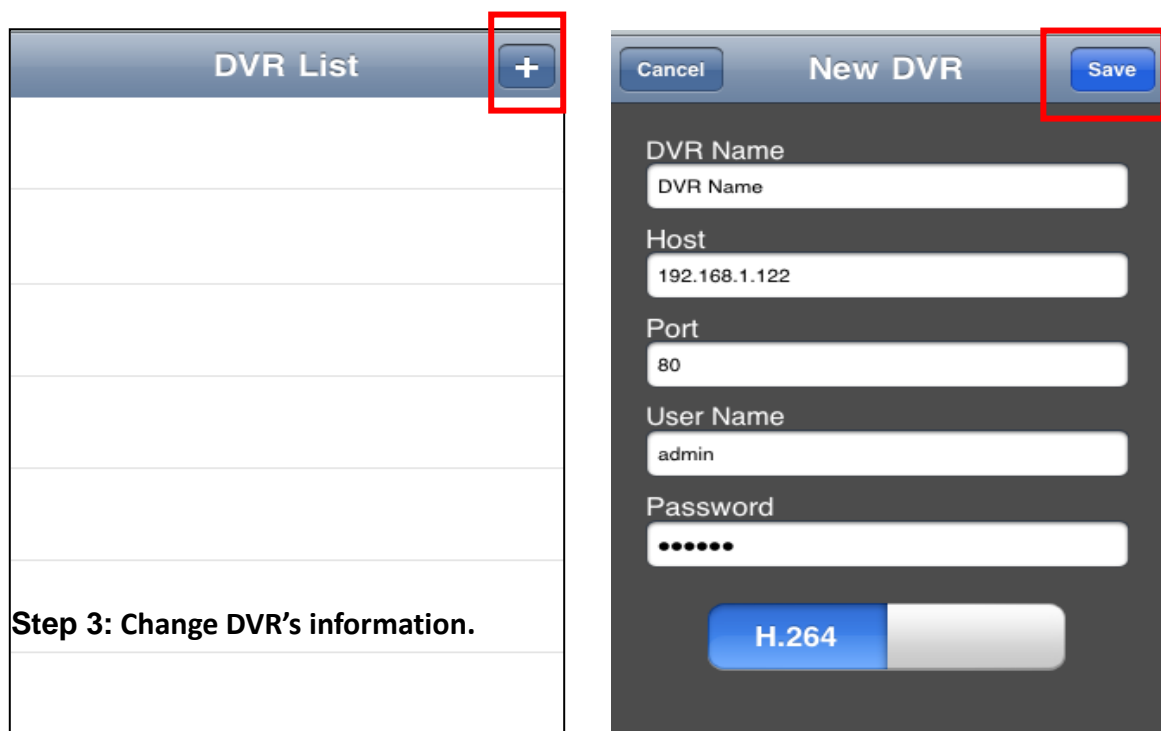 DVR List
+
Step 3: Change DVR’s information.
Cancel New DVR Save
DVR Name
DVR Name
Host
192.168.1.122
Port
80
User Name
admin
Password
••••••
H.264